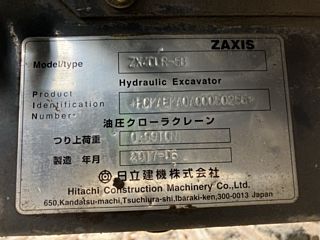 ZAXIS
Model/type
Hydraulic Excavator
Product
Identification
Number
油圧クローラクレーン
つり上荷重
製造 年月 2017-
日立建機株式会社
Hitachi Construction Machinery Co.,Ltd.
650,Kandatsu-machi,Tsuchiura-shi,Ibaraki-ken,300-0013 Japan